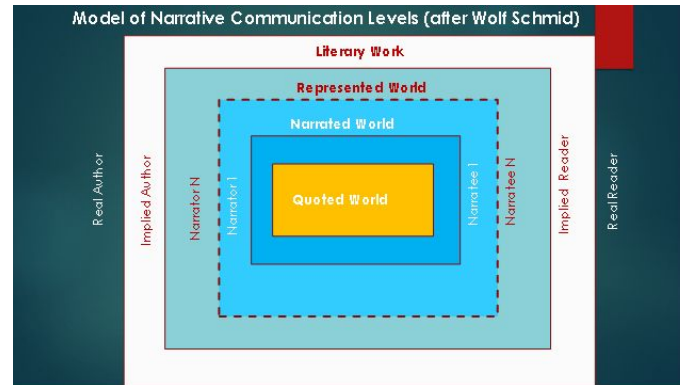 Model of Narrative Communication Levels (after Wolf Schmid)
Literary Work
Represented World
Narrated World
Quoted World
Real Author
Implied Author
Narrator N
Narrator 1
Narratee 1
Narratee N
Implied Reader
Real Reader